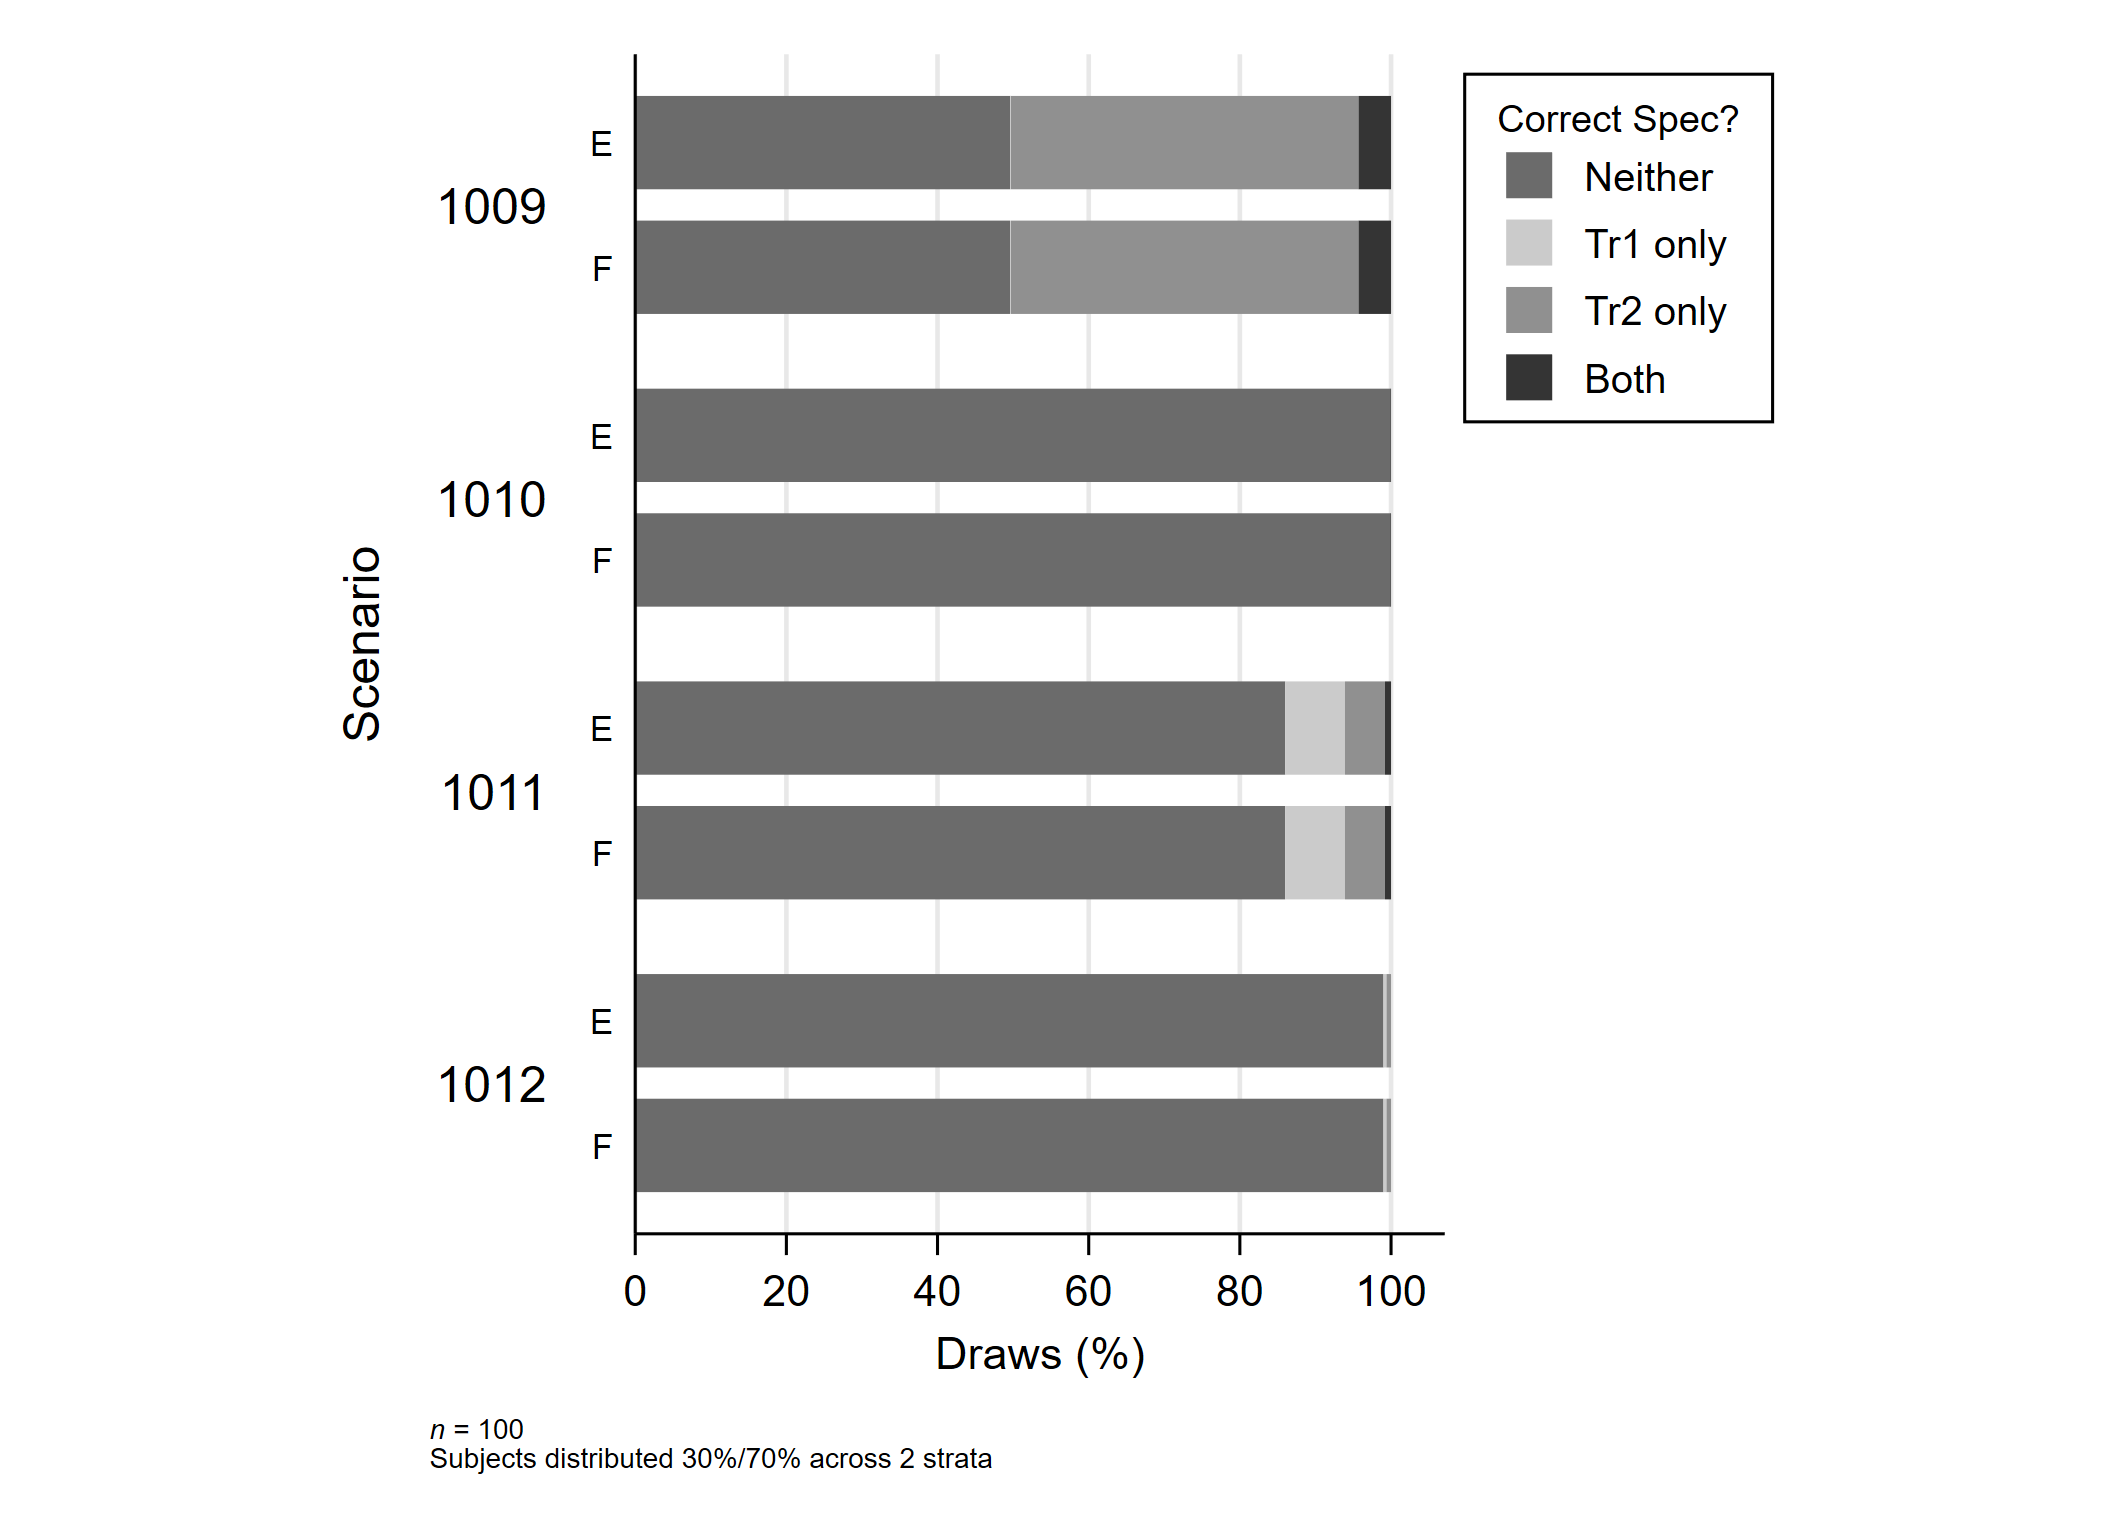 Correct Spec?
Neither
Tr1 only
Tr2 only
Both
Scenario
1009
E
F
1010
E
F
1011
E
F
1012
E
F
0 20 40 60 80 100
Draws (%)
n = 100
Subjects distributed 30%/70% across 2 strata